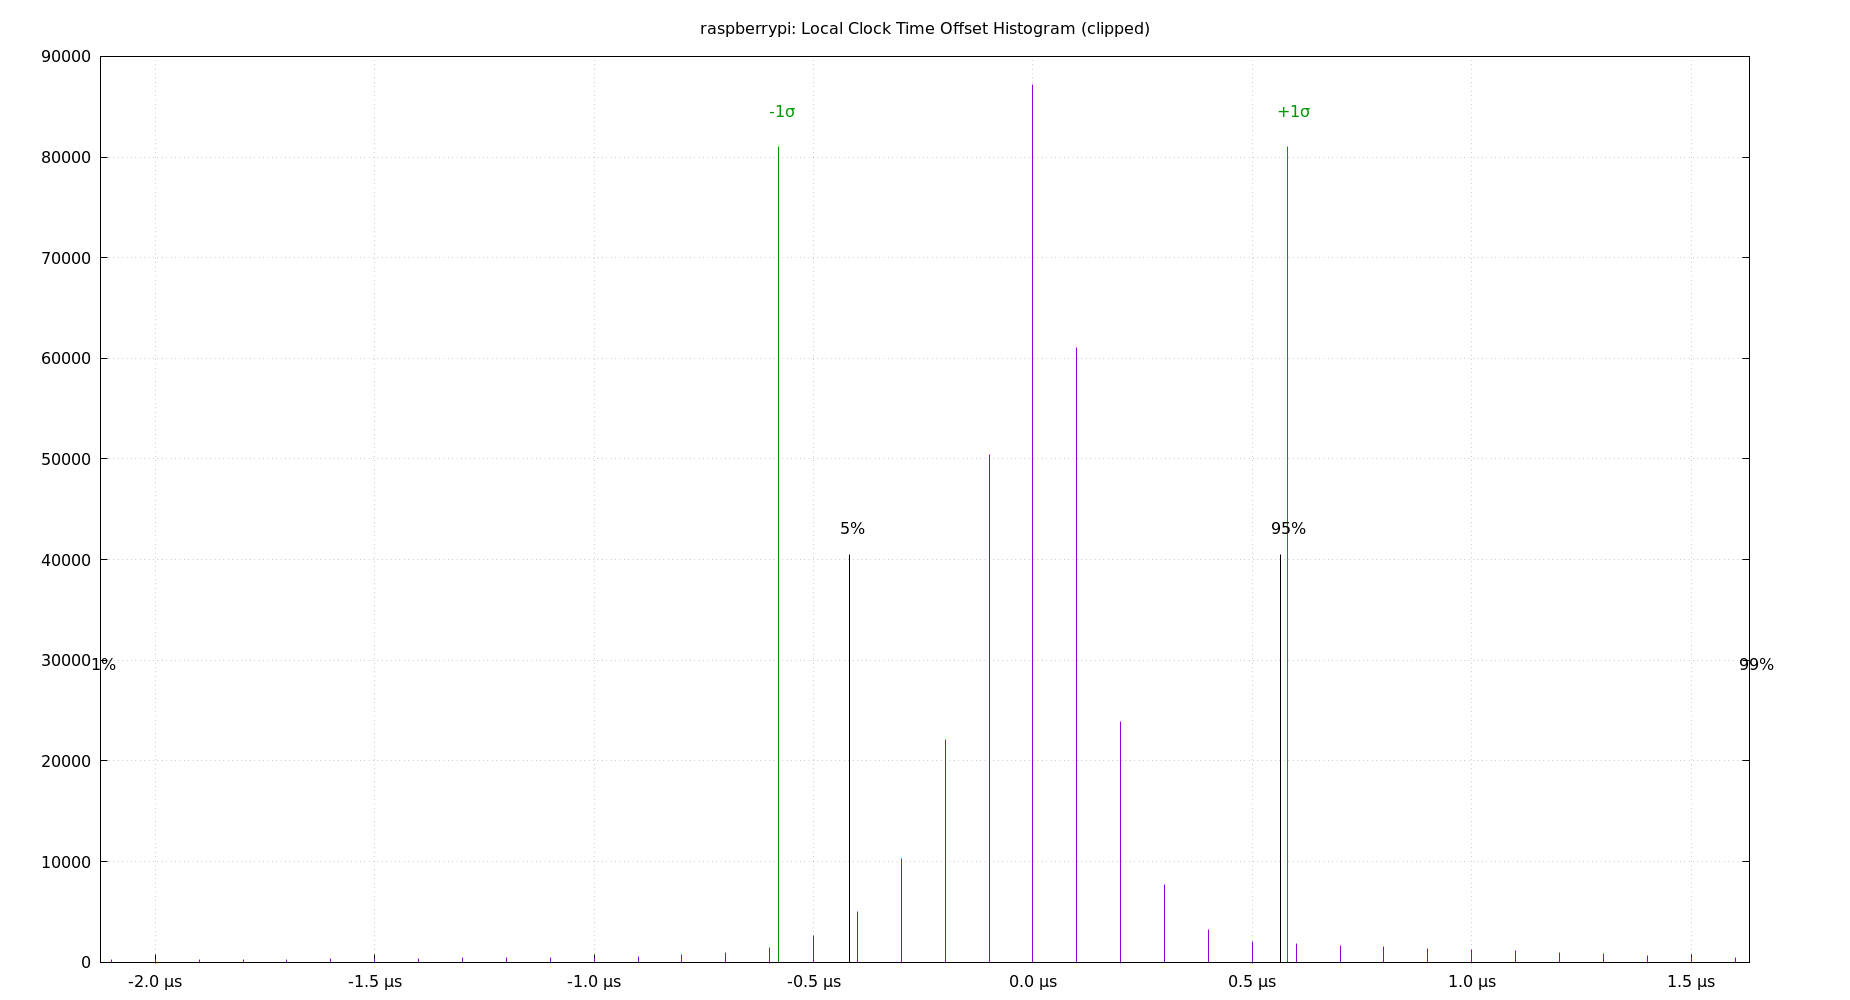 raspberrypi: Local Clock Time Offset Histogram (clipped)
90000
-1σ
+1σ
80000
70000
60000
50000
5%
95%
40000
30000
1%
99%
20000
10000
0
-2.0 µs
-1.5 µs
-1.0 µs
-0.5 µs
0.0 µs
0.5 µs
1.0 µs
1.5 µs